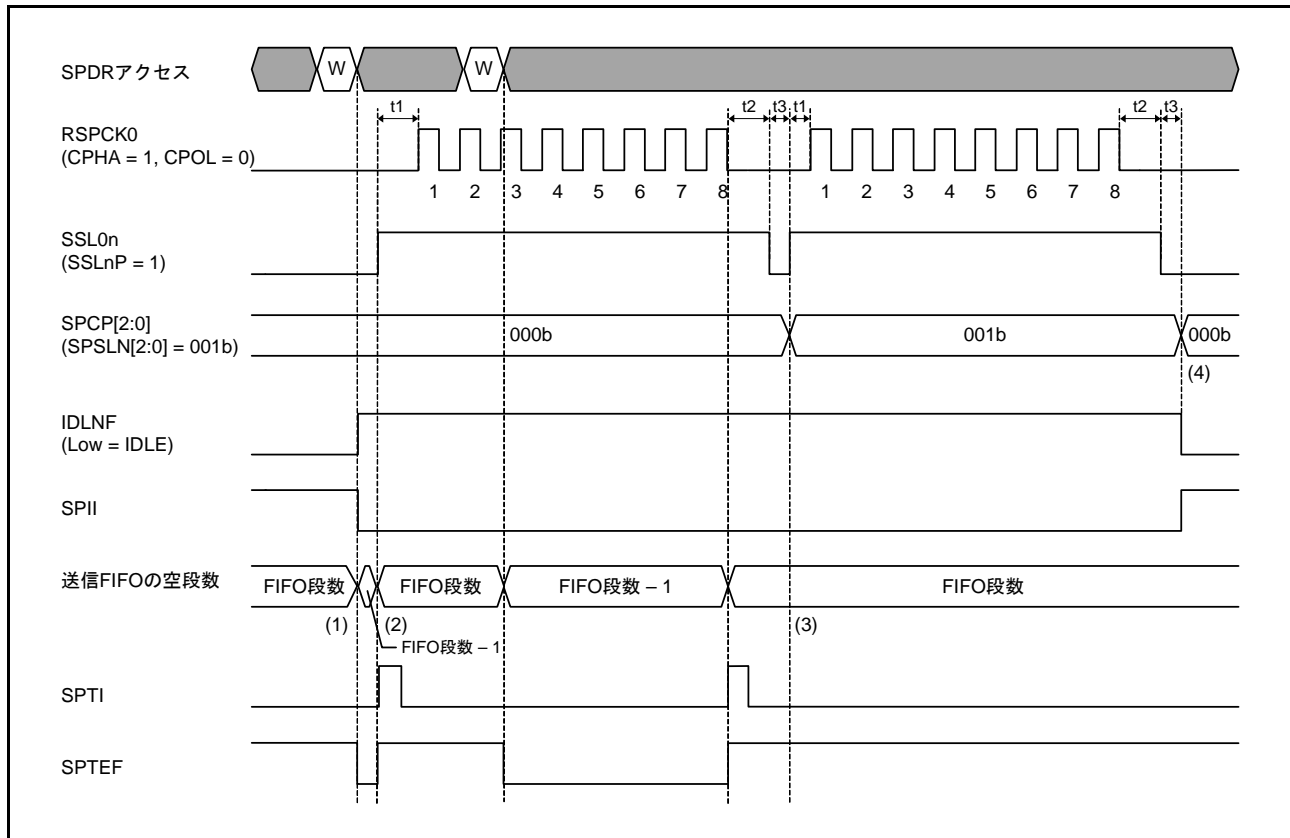 SPDRアクセス
W
W
t1
t2
t3
t1
t2
t3
RSPCK0
(CPHA = 1, CPOL = 0)
1 2 3 4 5 6 7 8
1 2 3 4 5 6 7 8
SSL0n
(SSLnP = 1)
SPCP[2:0]
(SPSLN[2:0] = 001b)
000b
001b
000b
(4)
IDLNF
(Low = IDLE)
SPII
送信FIFOの空段数
FIFO段数
FIFO段数
FIFO段数 – 1
FIFO段数
(1)
(2)
(3)
FIFO段数 – 1
SPTI
SPTEF